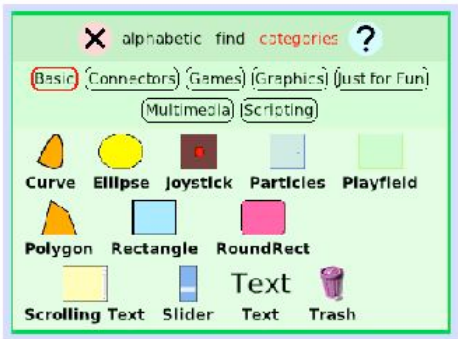 alphabetic find categories ?
Basic Connectors Games Graphics Just for Fun
Multimedia Scripting
Curve Ellipse Joystick Particles Playfield
Polygon Rectangle RoundRect
Text
Scrolling Text Slider Text Trash